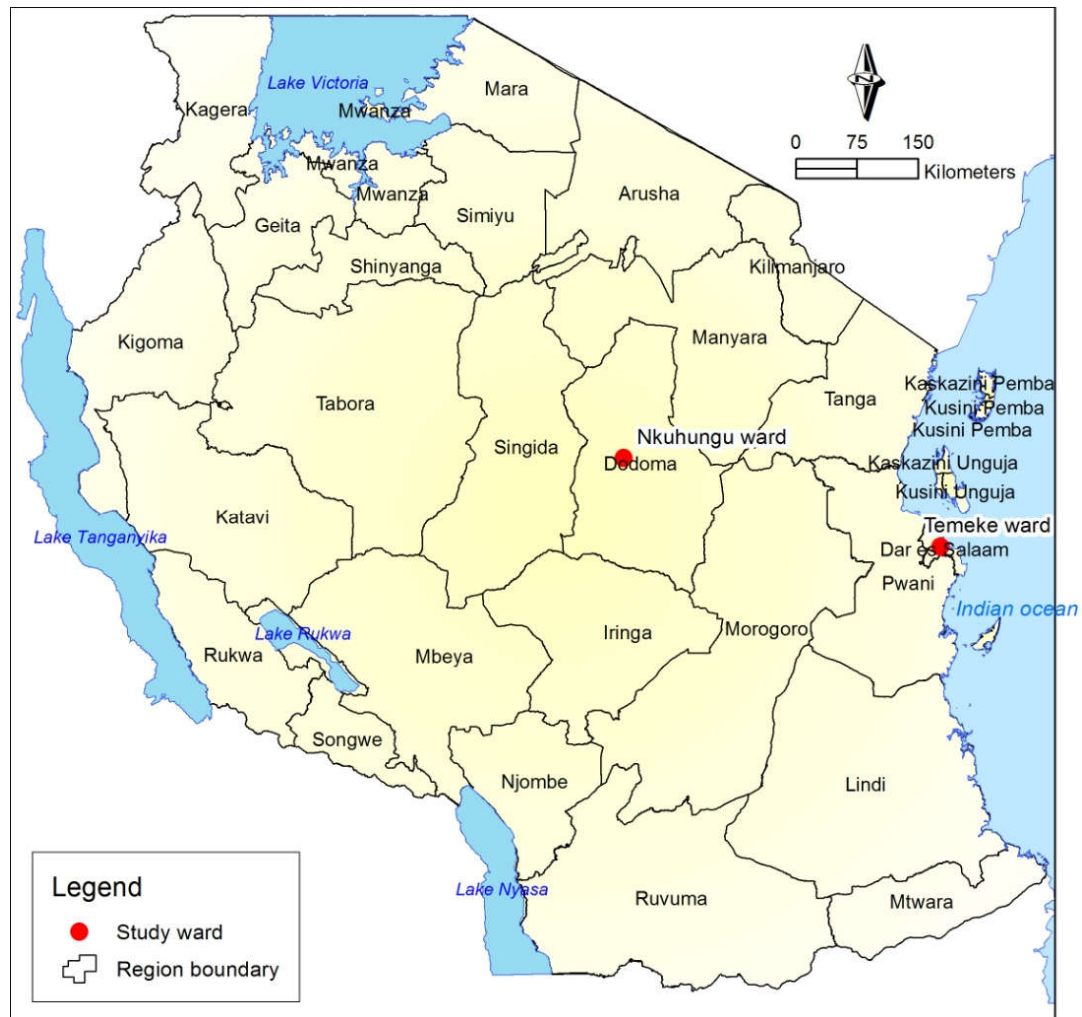 Lake Victoria
Mara
Kagera
Mwanza
N
0 75 150
Kilometers
Mwanza
Mwanza
Arusha
Simiyu
Geita
Shinyanga
Kilimanjaro
Kigoma
Manyara
Tabora
Tanga
Kaskazini Pemba
Kusini Pemba
Kusini Pemba
Nkuhungu ward
Singida
Dodoma
Kaskazini Unguja
Kusini Unguja
Katavi
Temeke ward
Lake Tanganyika
Dar es Salaam
Pwani
Indian ocean
Lake Rukwa
Iringa
Morogoro
Rukwa
Mbeya
Songwe
Njombe
Lindi
Lake Nyasa
Ruvuma
Mtwara
Legend
Study ward
Region boundary